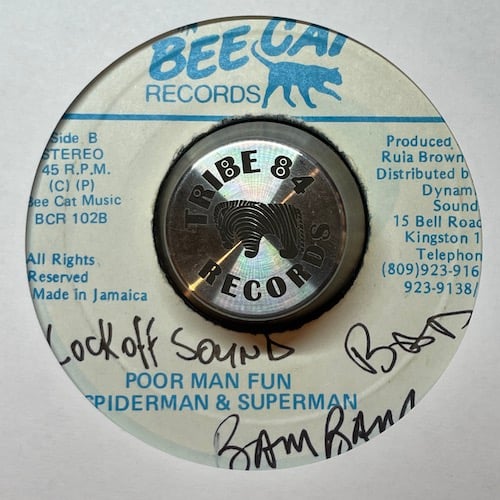 BEE CAT
RECORDS
Side B
STEREO
45 R.P.M.
(C) (P)
Bee Cat Music
BCR 102B
All Rights
Reserved
Made in Jamaica
Produced
Ruia Brown
Distributed b
Dynam
Sound
15 Bell Road
Kingston 1
Telephon
(809)923-916
923-9138/
TRIBE 84
RECORDS
Lock off SOUND BAD
POOR MAN FUN
SPIDERMAN & SUPERMAN
BAM BAM